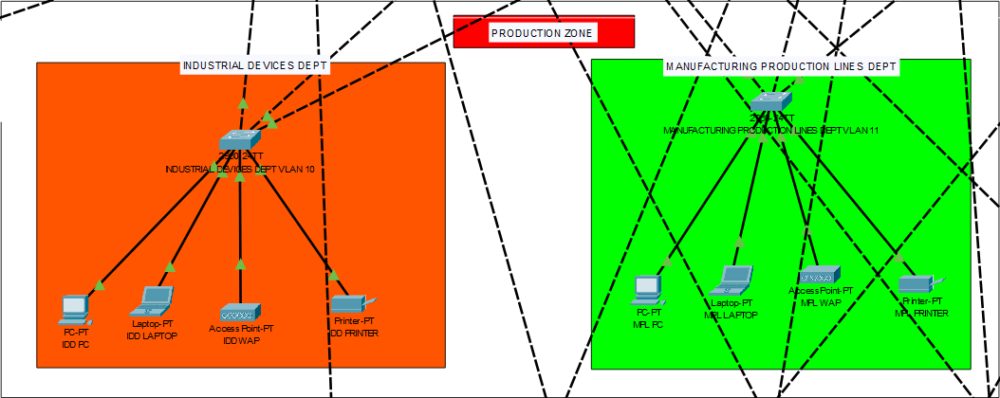 PRODUCTION ZONE
INDUSTRIAL DEVICES DEPT
MANUFACTURING PRODUCTION LINES DEPT
2960-24TT
INDUSTRIAL DEVICES DEPT VLAN 10
2960-24TT
MANUFACTURING PRODUCTION LINES DEPT VLAN 11
PC-PT
IDD PC
Laptop-PT
IDD LAPTOP
Access Point-PT
IDD WAP
Printer-PT
IDD PRINTER
PC-PT
MPL PC
Laptop-PT
MPL LAPTOP
Access Point-PT
MPL WAP
Printer-PT
MPL PRINTER